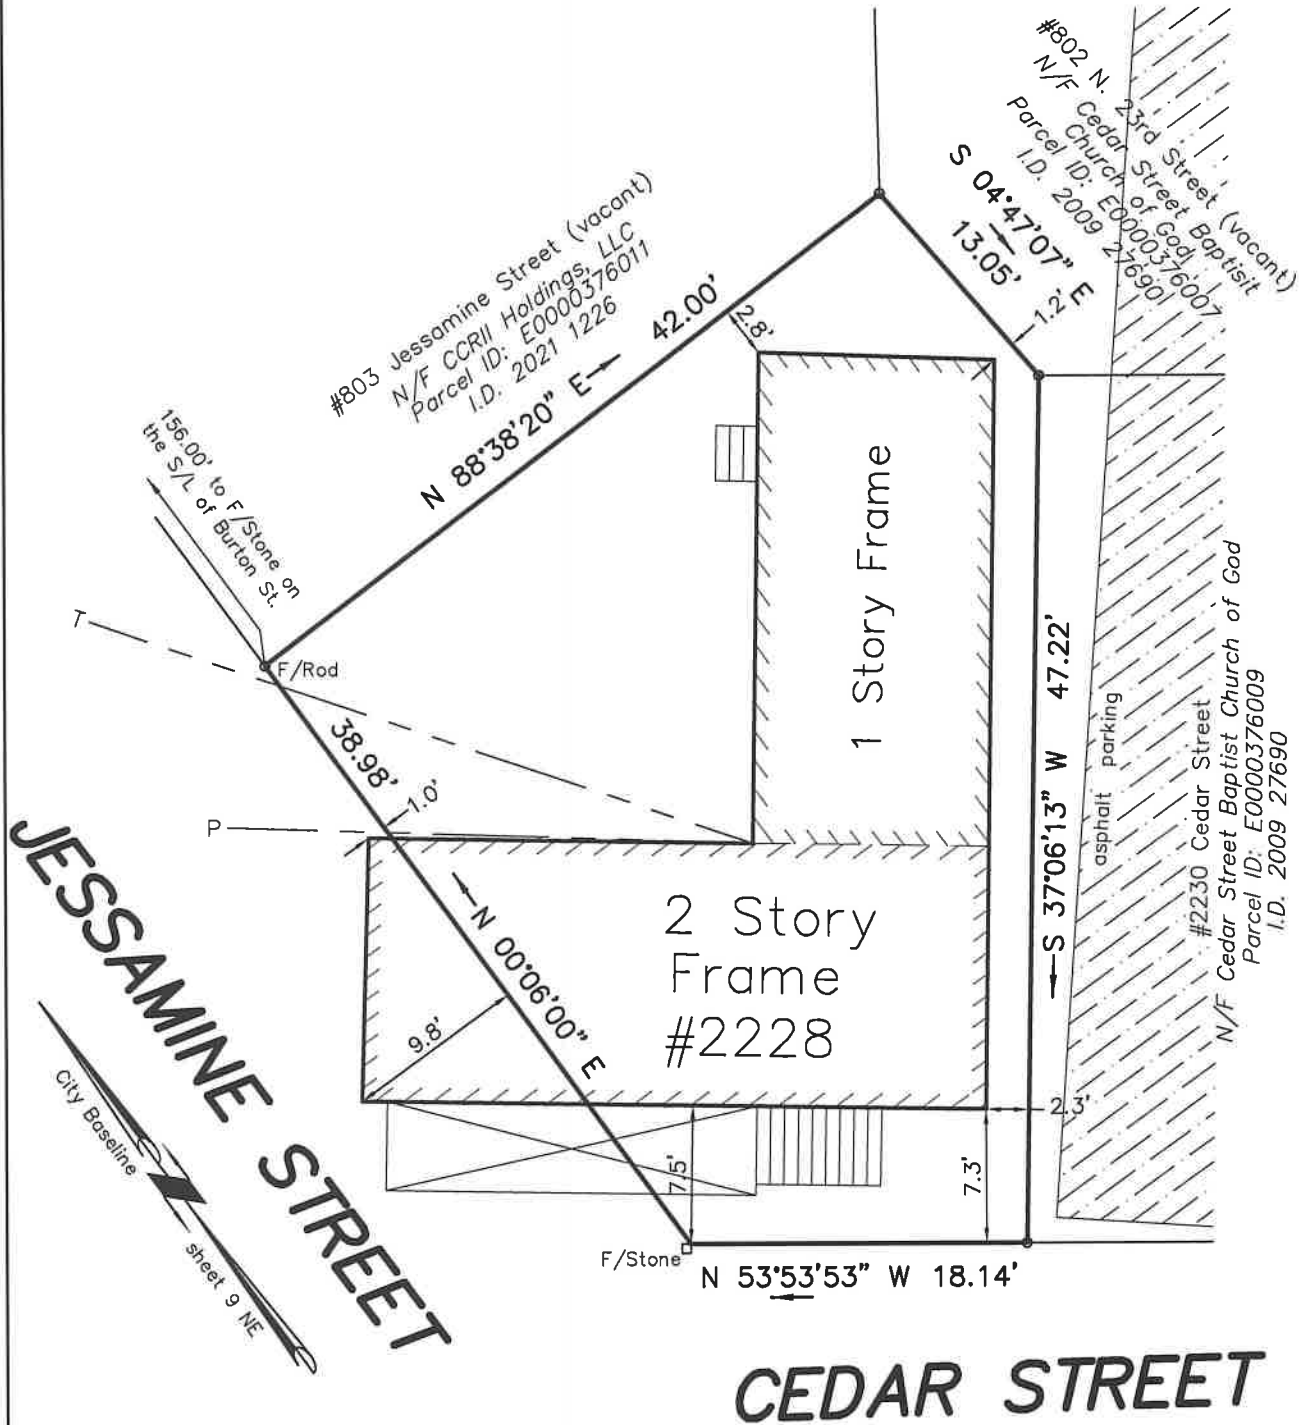 #802 N. 23rd Street (vacant)
N/F Cedar Street Baptisit
Church of God
Parcel ID: E0000376007
I.D. 2009 27690
S 04°47'07" E
13.05'
1.2'
#803 Jessamine Street (vacant)
N/F CCRII Holdings, LLC
Parcel ID: E0000376011
I.D. 2021 1226
N 88°38'20" E 42.00'
2.8'
156.00' to F/Stone on
the S/L of Burton St.
T
F/Rod
38.98'
1.0'
P
1 Story Frame
S 37°06'13" W 47.22'
asphalt parking
#2230 Cedar Street
N/F Cedar Street Baptist Church of God
Parcel ID: E0000376009
I.D. 2009 27690
2 Story
Frame
#2228
N 00°06'00" E
9.8'
JESSAMINE STREET
City Baseline
sheet 9 NE
7.5'
7.3'
2.3'
F/Stone
N 53°53'53" W 18.14'
CEDAR STREET